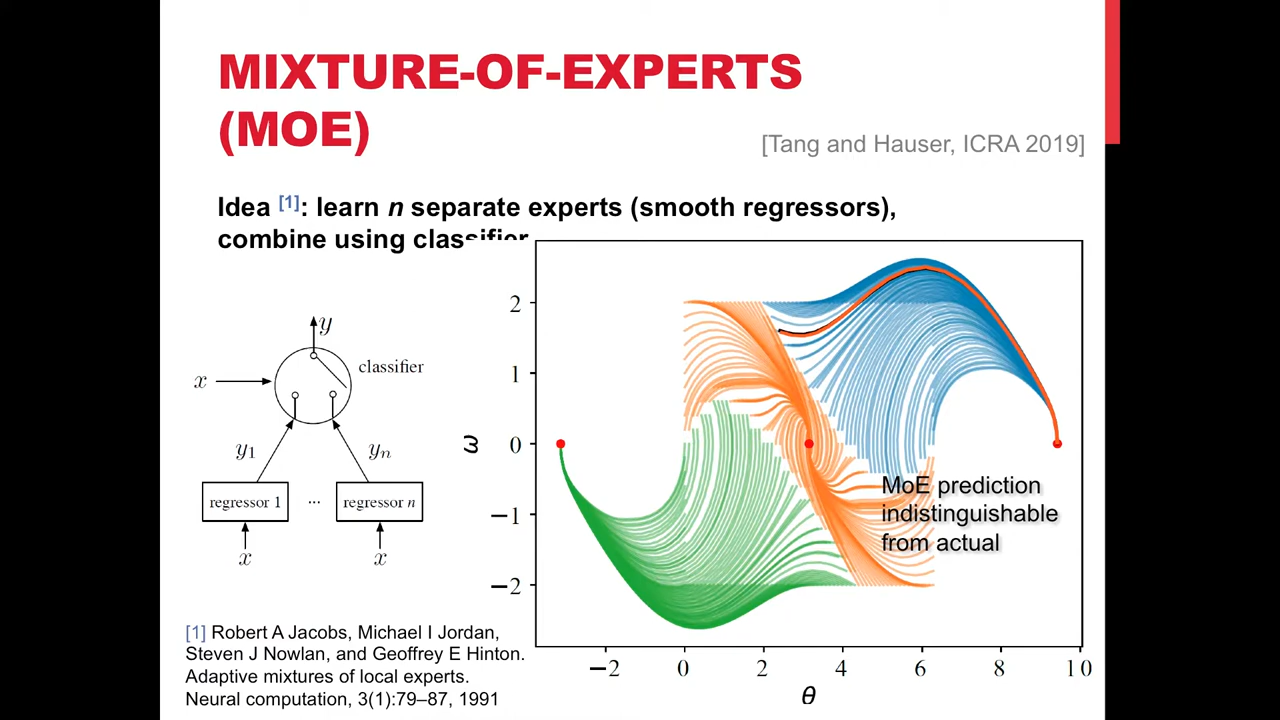 MIXTURE-OF-EXPERTS
(MOE)
[Tang and Hauser, ICRA 2019]
Idea [1]: learn n separate experts (smooth regressors),
combine using classifier
y
x
classifier
y1
yn
regressor 1
...
regressor n
x
x
2
1
0
−1
−2
ω
−2
0
2
4
6
8
10
θ
MoE prediction
indistinguishable
from actual
[1] Robert A Jacobs, Michael I Jordan,
Steven J Nowlan, and Geoffrey E Hinton.
Adaptive mixtures of local experts.
Neural computation, 3(1):79–87, 1991